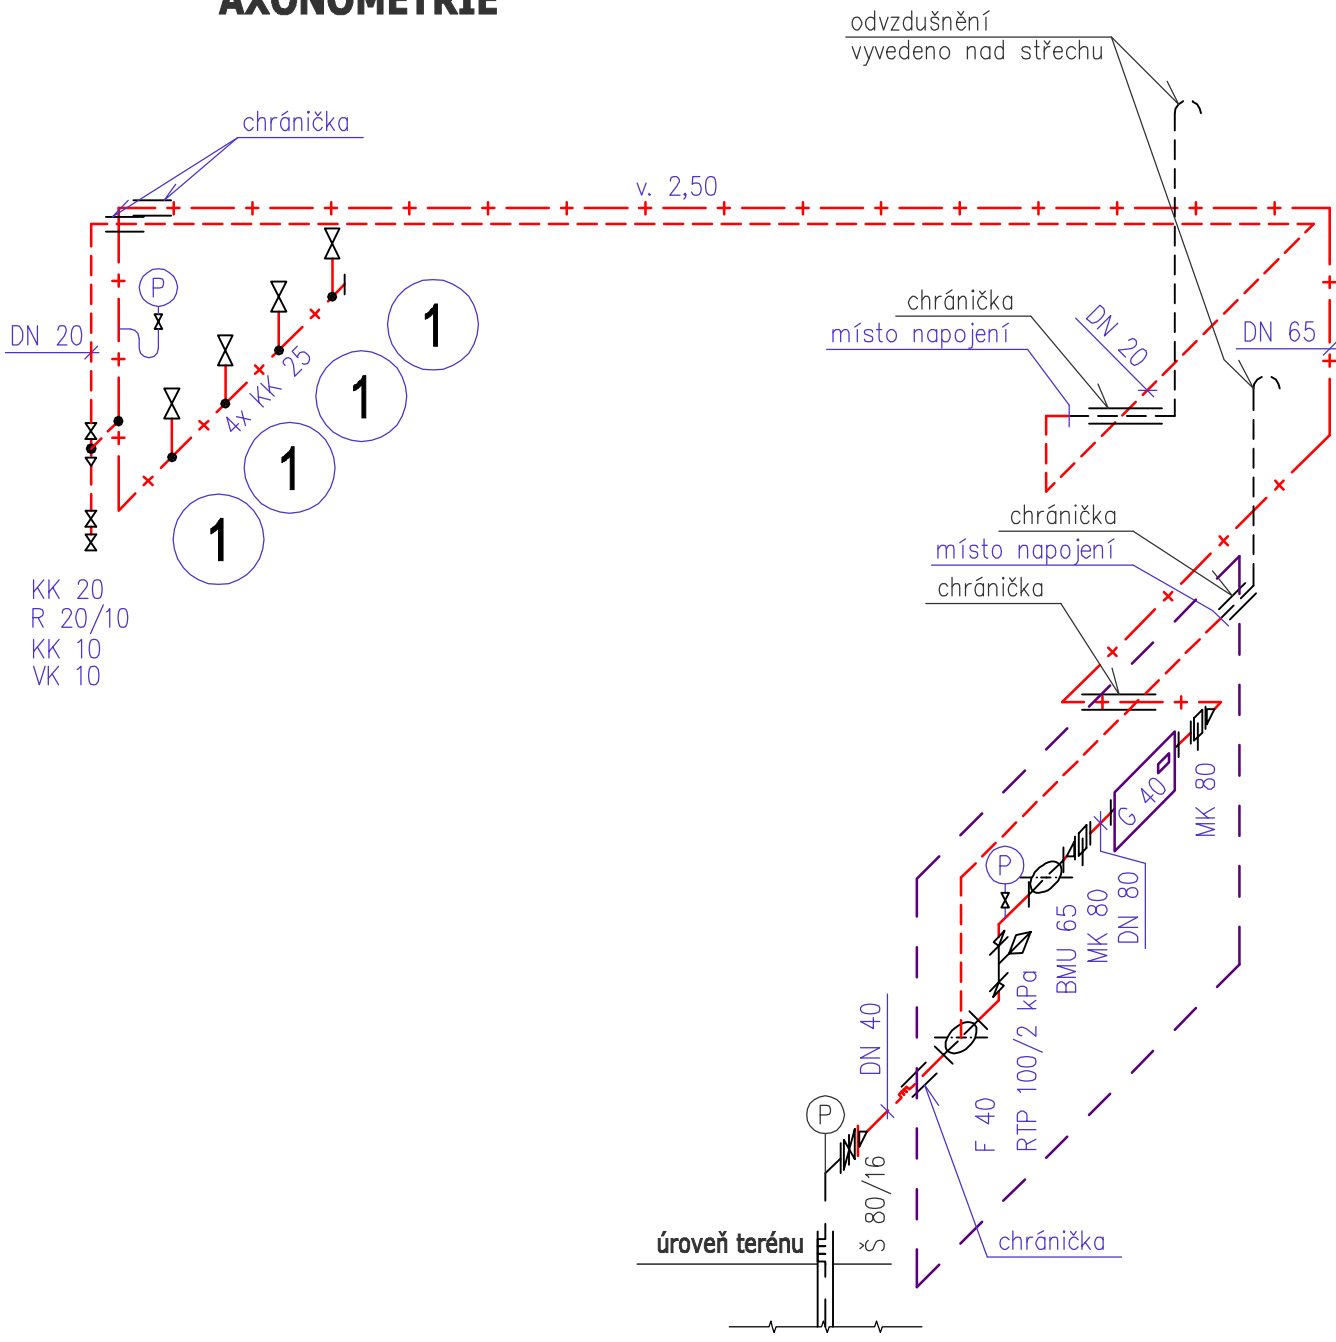 AXONOMETRIE
odvzdušnění
vyvedeno nad střechu
chránička
v. 2,50
P
DN 20
4x KK 25
1
1
1
1
KK 20
R 20/10
KK 10
VK 10
chránička
místo napojení
DN 20
DN 65
chránička
místo napojení
chránička
G 40
MK 80
P
BMU 65
MK 80
DN 80
DN 40
F 40
RTP 100/2 kPa
P
Š 80/16
úroveň terénu
chránička